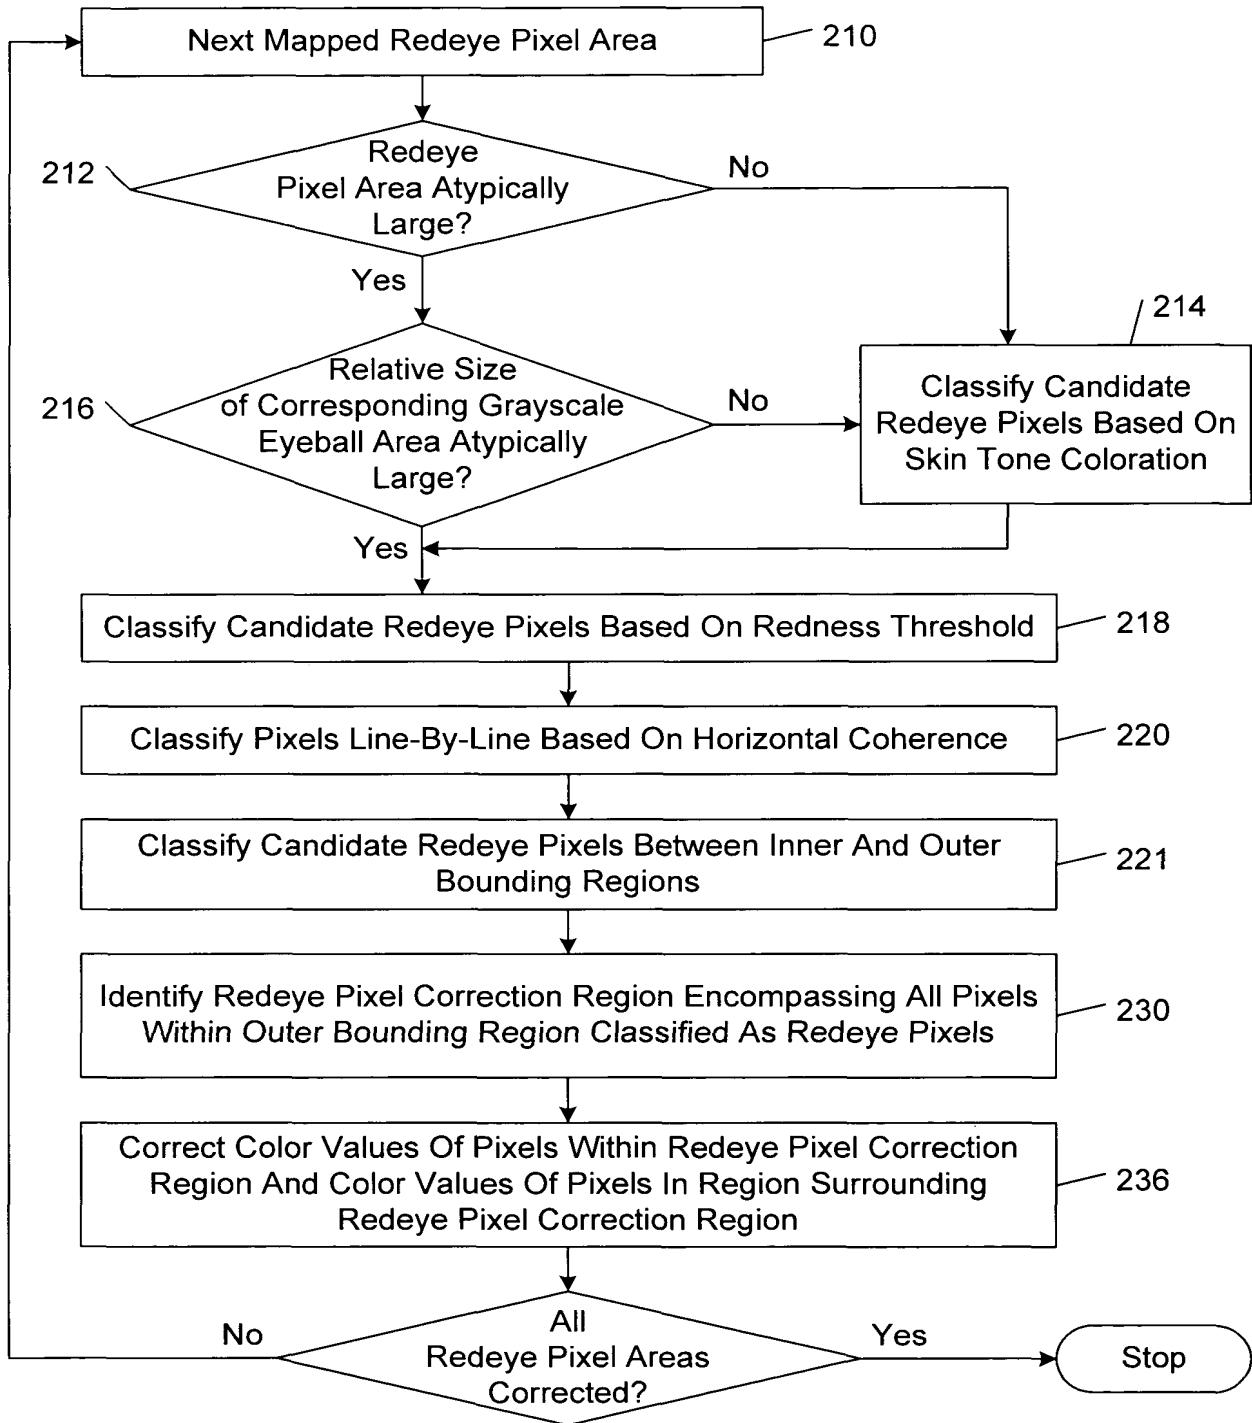 Next Mapped Redeye Pixel Area
210
Redeye
Pixel Area Atypically
Large?
212
No
Yes
214
Relative Size
of Corresponding Grayscale
Eyeball Area Atypically
Large?
216
No
Classify Candidate
Redeye Pixels Based On
Skin Tone Coloration
Yes
Classify Candidate Redeye Pixels Based On Redness Threshold
218
Classify Pixels Line-By-Line Based On Horizontal Coherence
220
Classify Candidate Redeye Pixels Between Inner And Outer
Bounding Regions
221
Identify Redeye Pixel Correction Region Encompassing All Pixels
Within Outer Bounding Region Classified As Redeye Pixels
230
Correct Color Values Of Pixels Within Redeye Pixel Correction
Region And Color Values Of Pixels In Region Surrounding
Redeye Pixel Correction Region
236
No
All
Redeye Pixel Areas
Corrected?
Yes
Stop